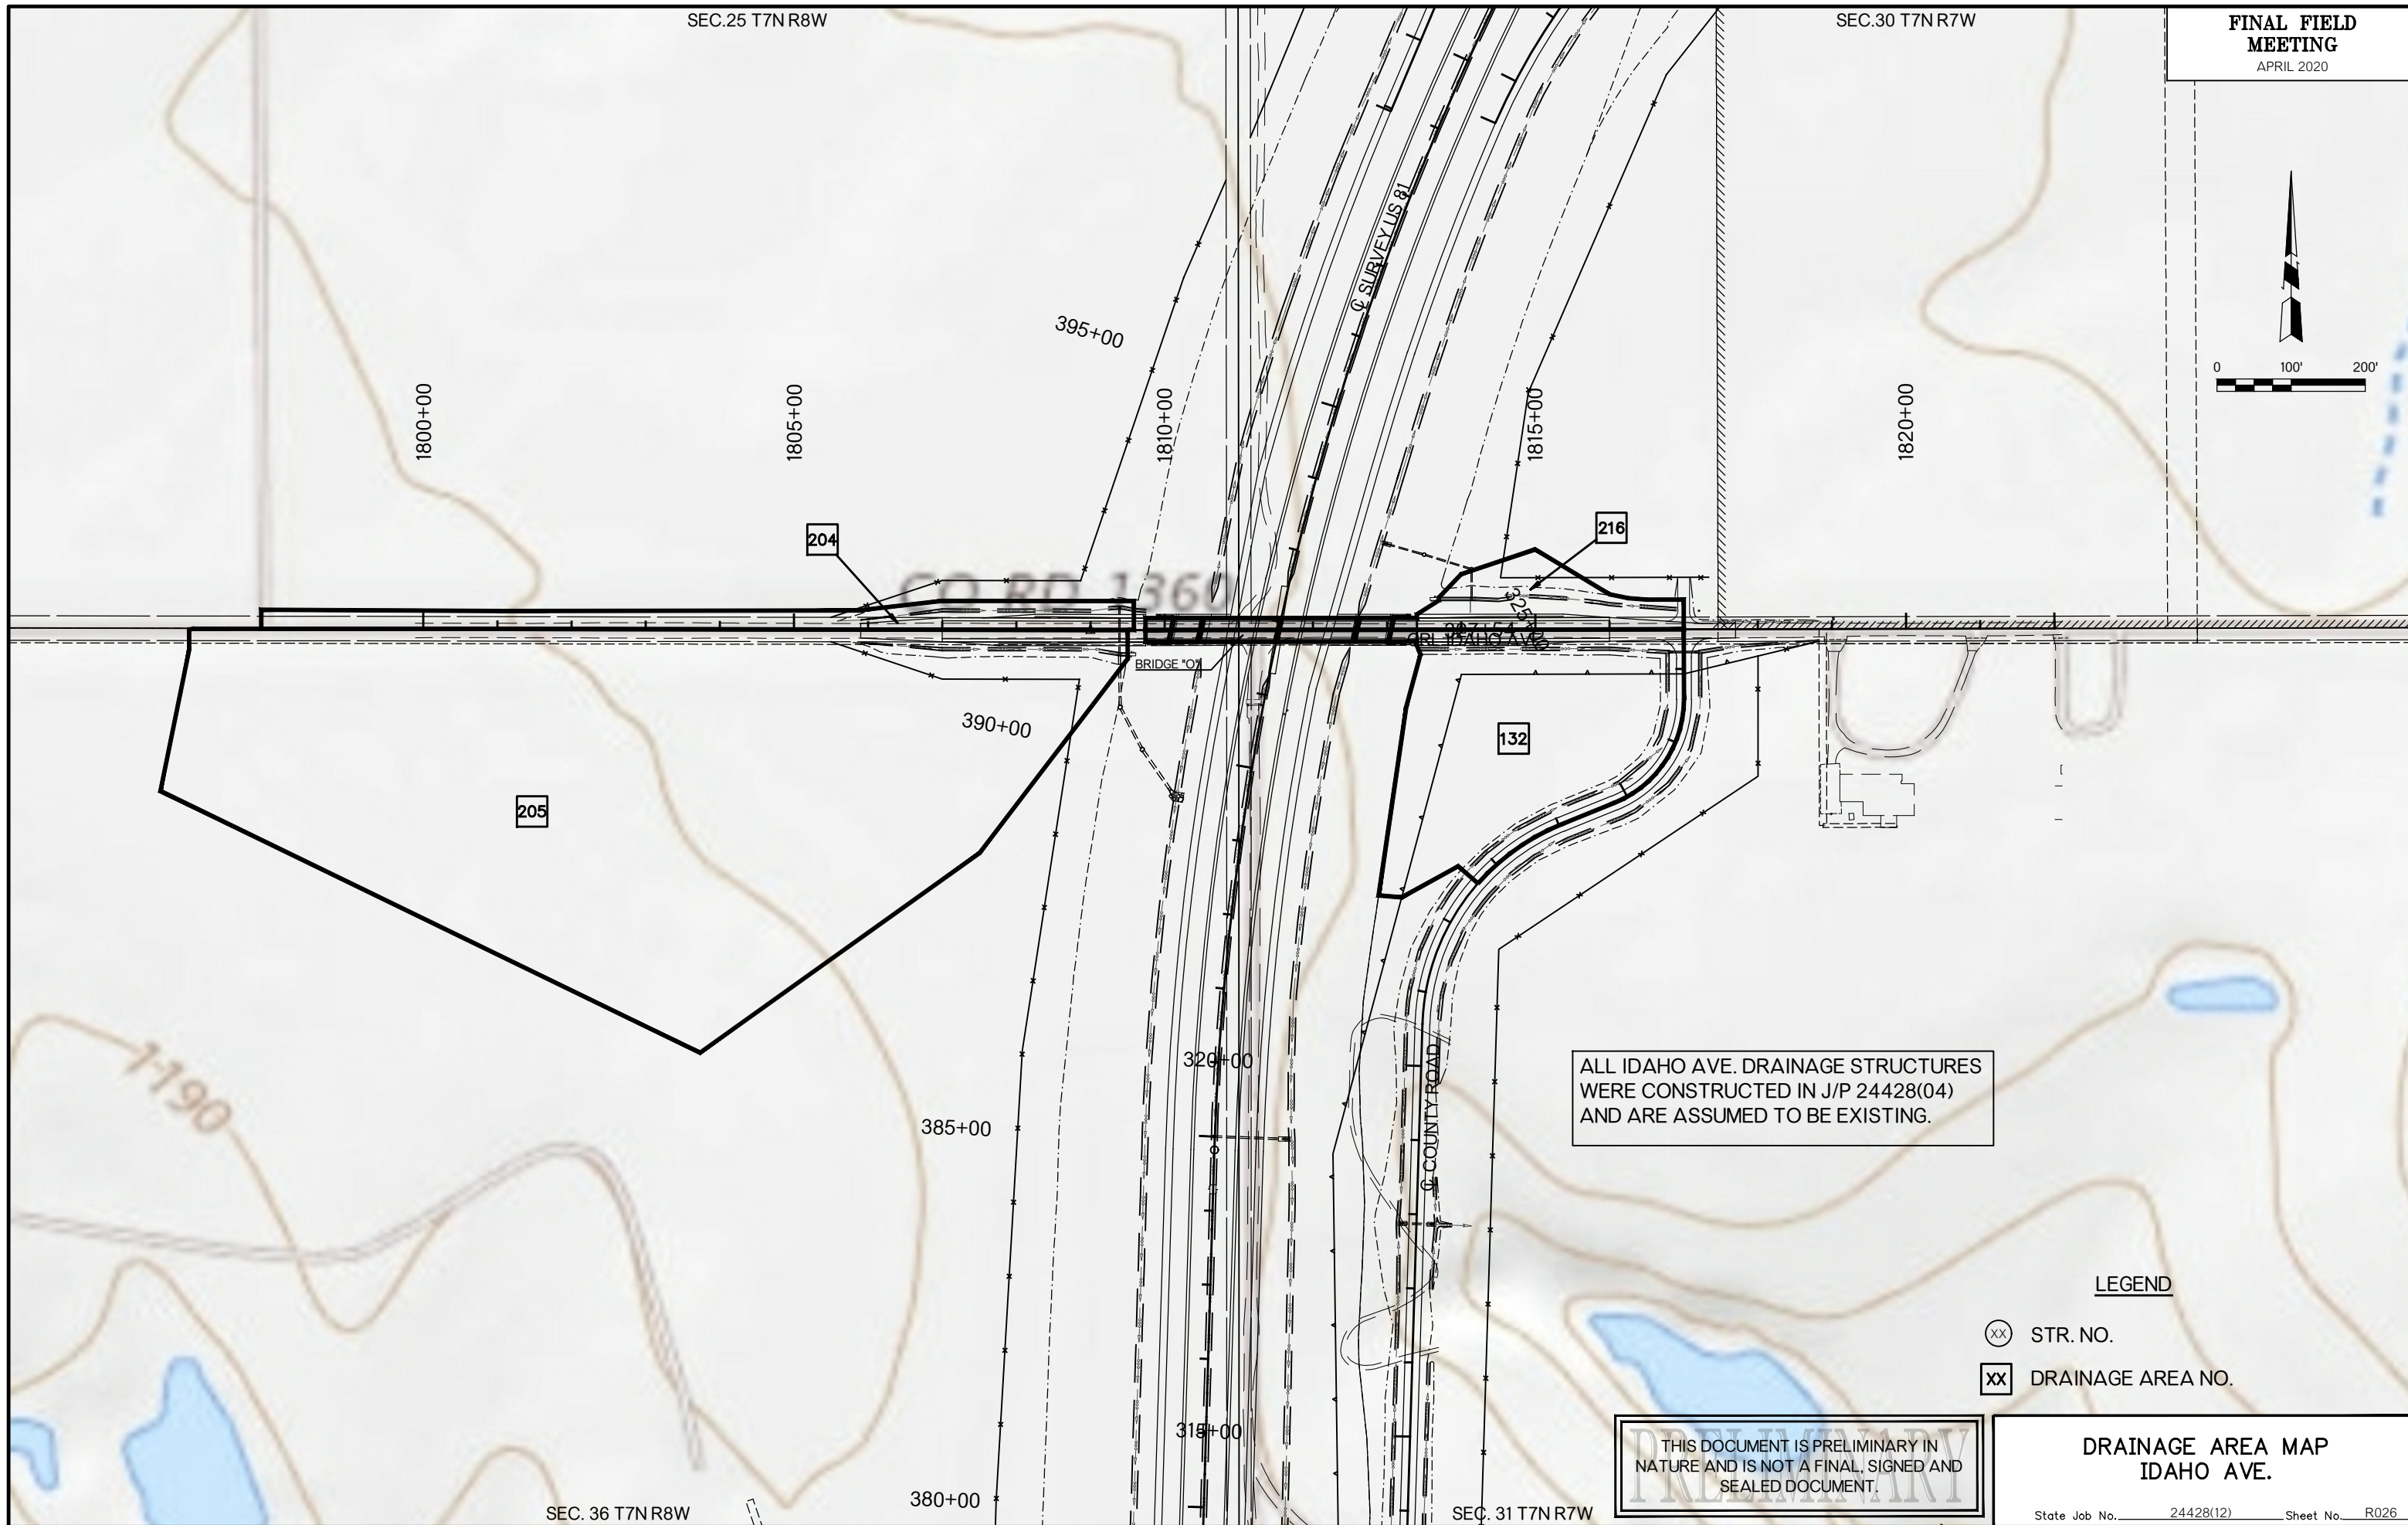 SEC.25 T7N R8W
SEC.30 T7N R7W
FINAL FIELD
MEETING
APRIL 2020
0 100' 200'
℄ SURVEY US 81
395+00
1800+00
1805+00
1810+00
1815+00
1820+00
204
216
CO RD 1360
325+00
CRL IDAHO AVE
BRIDGE "O"
390+00
132
205
320+00
385+00
1190
℄ COUNTY ROAD
ALL IDAHO AVE. DRAINAGE STRUCTURES
WERE CONSTRUCTED IN J/P 24428(04)
AND ARE ASSUMED TO BE EXISTING.
LEGEND
XX STR. NO.
XX DRAINAGE AREA NO.
315+00
380+00
SEC. 36 T7N R8W
SEC. 31 T7N R7W
PRELIMINARY
THIS DOCUMENT IS PRELIMINARY IN
NATURE AND IS NOT A FINAL, SIGNED AND
SEALED DOCUMENT.
DRAINAGE AREA MAP
IDAHO AVE.
State Job No. 24428(12) Sheet No. R026